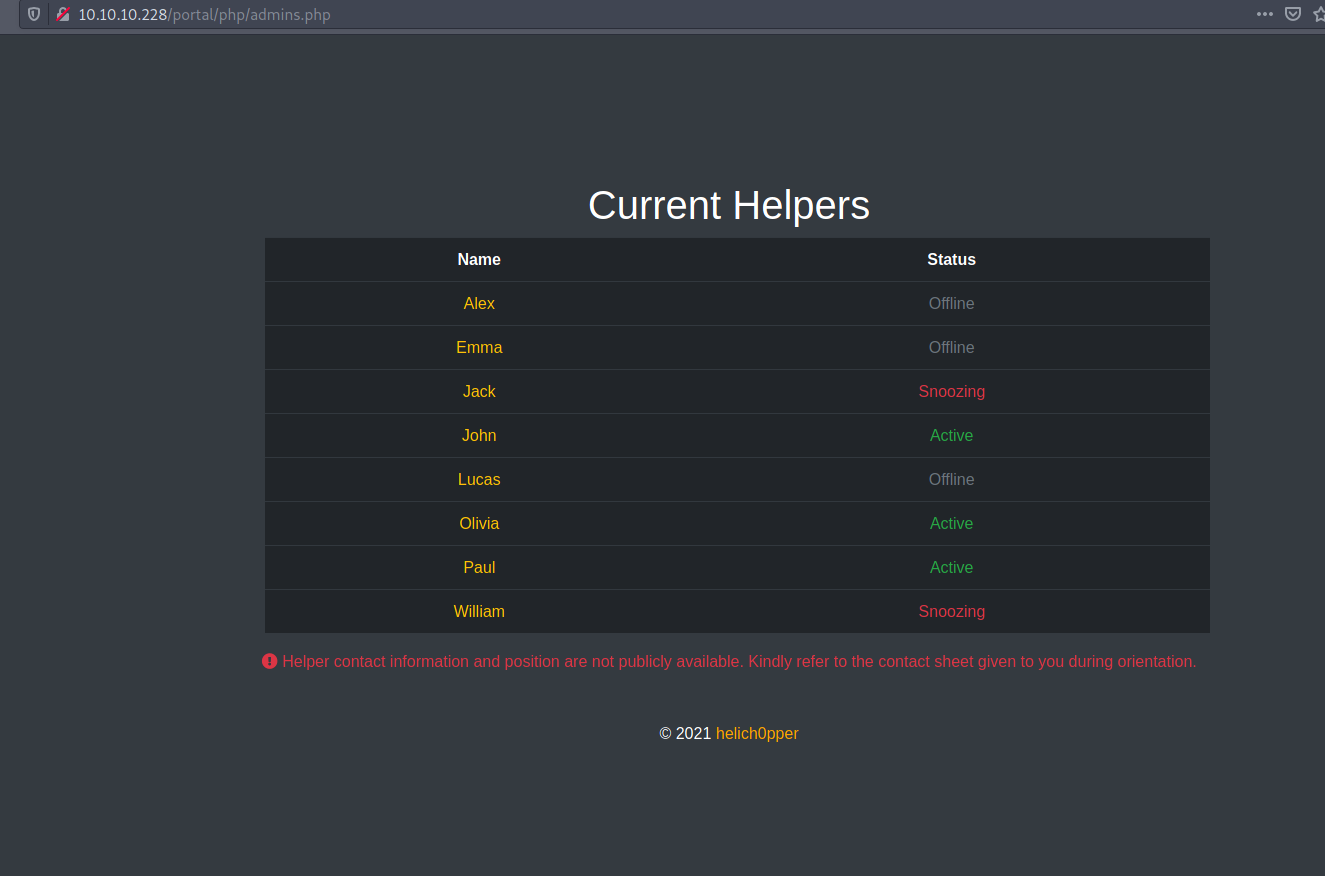 10.10.10.228/portal/php/admins.php
Current Helpers
Name Status
Alex Offline
Emma Offline
Jack Snoozing
John Active
Lucas Offline
Olivia Active
Paul Active
William Snoozing
Helper contact information and position are not publicly available. Kindly refer to the contact sheet given to you during orientation.
© 2021 helich0pper